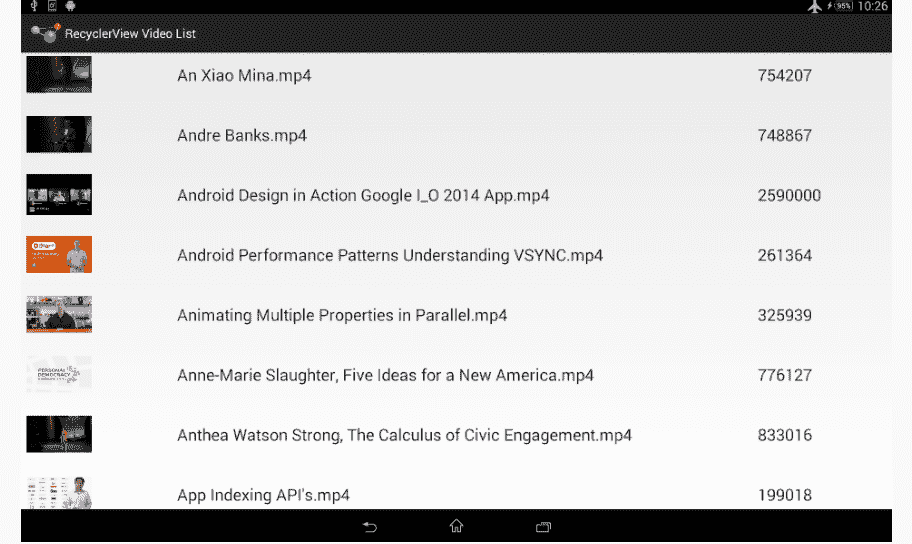 95% 10:26
RecyclerView Video List
An Xiao Mina.mp4 754207
Andre Banks.mp4 748867
Android Design in Action Google I_O 2014 App.mp4 2590000
Android Performance Patterns Understanding VSYNC.mp4 261364
Animating Multiple Properties in Parallel.mp4 325939
PERSONAL
DEMOCRACY
Anne-Marie Slaughter, Five Ideas for a New America.mp4 776127
Anthea Watson Strong, The Calculus of Civic Engagement.mp4 833016
App Indexing API's.mp4 199018